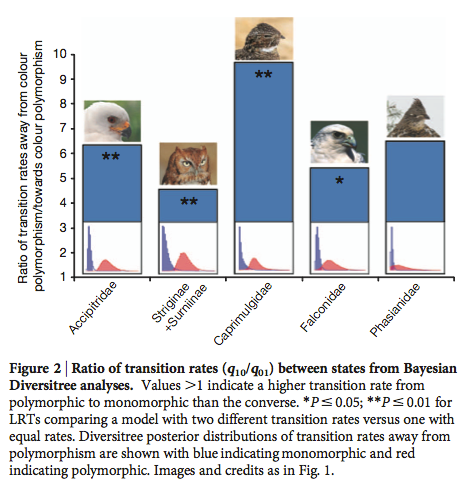 Ratio of transition rates away from colour
polymorphism/towards colour polymorphism
10
9
8
7
6
5
4
3
2
1
**
**
**
*
Accipitridae
Striginae
+Surniinae
Caprimulgidae
Falconidae
Phasianidae
Figure 2 | Ratio of transition rates (q10/q01) between states from Bayesian
Diversitree analyses. Values >1 indicate a higher transition rate from
polymorphic to monomorphic than the converse. *P ≤ 0.05; **P ≤ 0.01 for
LRTs comparing a model with two different transition rates versus one with
equal rates. Diversitree posterior distributions of transition rates away from
polymorphism are shown with blue indicating monomorphic and red
indicating polymorphic. Images and credits as in Fig. 1.